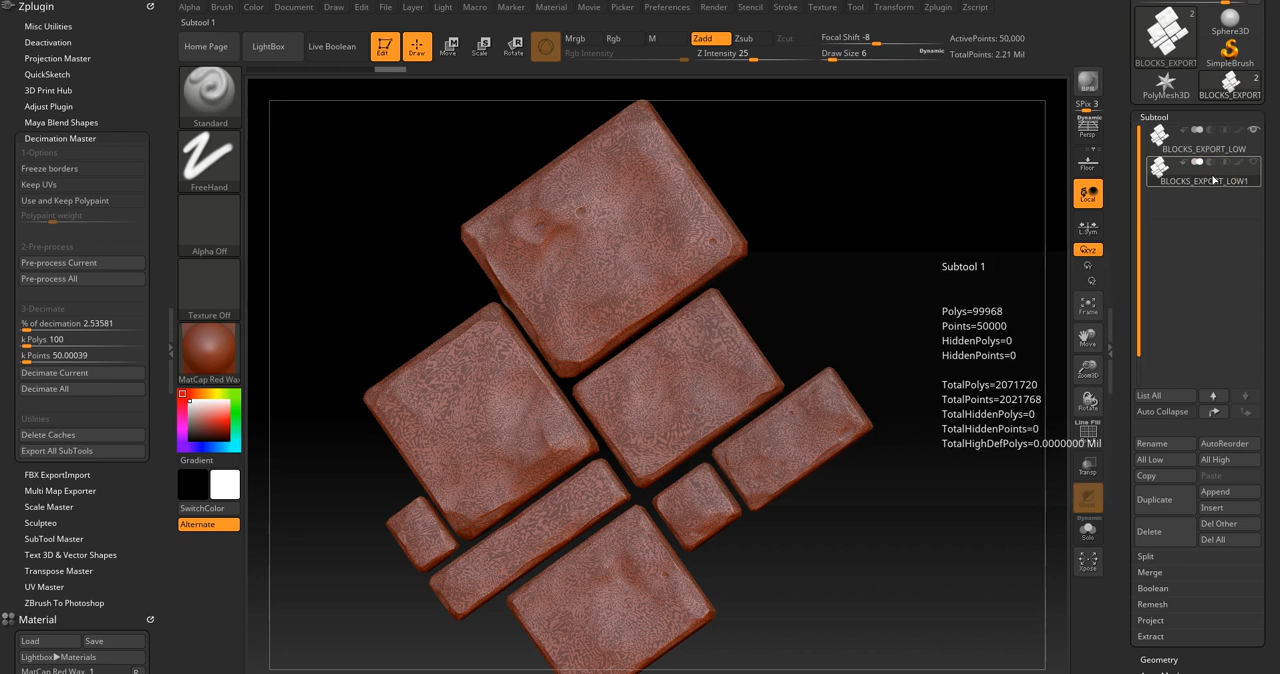 Zplugin
Misc Utilities
Deactivation
Projection Master
QuickSketch
3D Print Hub
Adjust Plugin
Maya Blend Shapes
Decimation Master
1-Options
Freeze borders
Keep UVs
Use and Keep Polypaint
Polypaint weight
2-Pre-process
Pre-process Current
Pre-process All
3-Decimate
% of decimation 2.53581
k Polys 100
k Points 50.00039
Decimate Current
Decimate All
Utilities
Delete Caches
Export All SubTools
FBX ExportImport
Multi Map Exporter
Scale Master
Sculpteo
SubTool Master
Text 3D & Vector Shapes
Transpose Master
UV Master
ZBrush To Photoshop
Material
Load Save
Lightbox▶Materials
MatCap Red Wax. 1 R
Alpha Brush Color Document Draw Edit File Layer Light Macro Marker Material Movie Picker Preferences Render Stencil Stroke Texture Tool Transform Zplugin Zscript
Subtool 1
Home Page LightBox Live Boolean Edit Draw Move Scale Rotate
Mrgb Rgb M Zadd Zsub Zcut
Rgb Intensity Z Intensity 25
Focal Shift -8
Draw Size 6 Dynamic
ActivePoints: 50,000
TotalPoints: 2.21 Mil
Standard
FreeHand
Alpha Off
Texture Off
MatCap Red Wax
Gradient
SwitchColor
Alternate
Subtool 1
Polys=99968
Points=50000
HiddenPolys=0
HiddenPoints=0
TotalPolys=2071720
TotalPoints=2021768
TotalHiddenPolys=0
TotalHiddenPoints=0
TotalHighDefPolys=0.0000000 Mil
BPR
SPix 3
Dynamic
Persp
Floor
Local
L.Sym
XYZ
Frame
Move
Zoom3D
Rotate
Line Fill
Transp
Dynamic
Solo
Xpose
2
BLOCKS_EXPORT
Sphere3D
SimpleBrush
2
PolyMesh3D
BLOCKS_EXPORT
Subtool
BLOCKS_EXPORT_LOW
BLOCKS_EXPORT_LOW1
List All
Auto Collapse
Rename AutoReorder
All Low All High
Copy Paste
Duplicate Append
Insert
Delete Del Other
Del All
Split
Merge
Boolean
Remesh
Project
Extract
Geometry